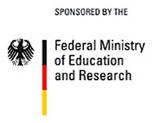 SPONSORED BY THE
Federal Ministry
of Education
and Research